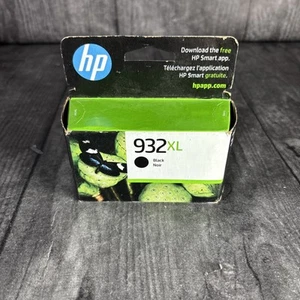 hp
Download the free
HP Smart app.
Téléchargez l'application
HP Smart gratuite.
hpapp.com
932XL
Black
Noir